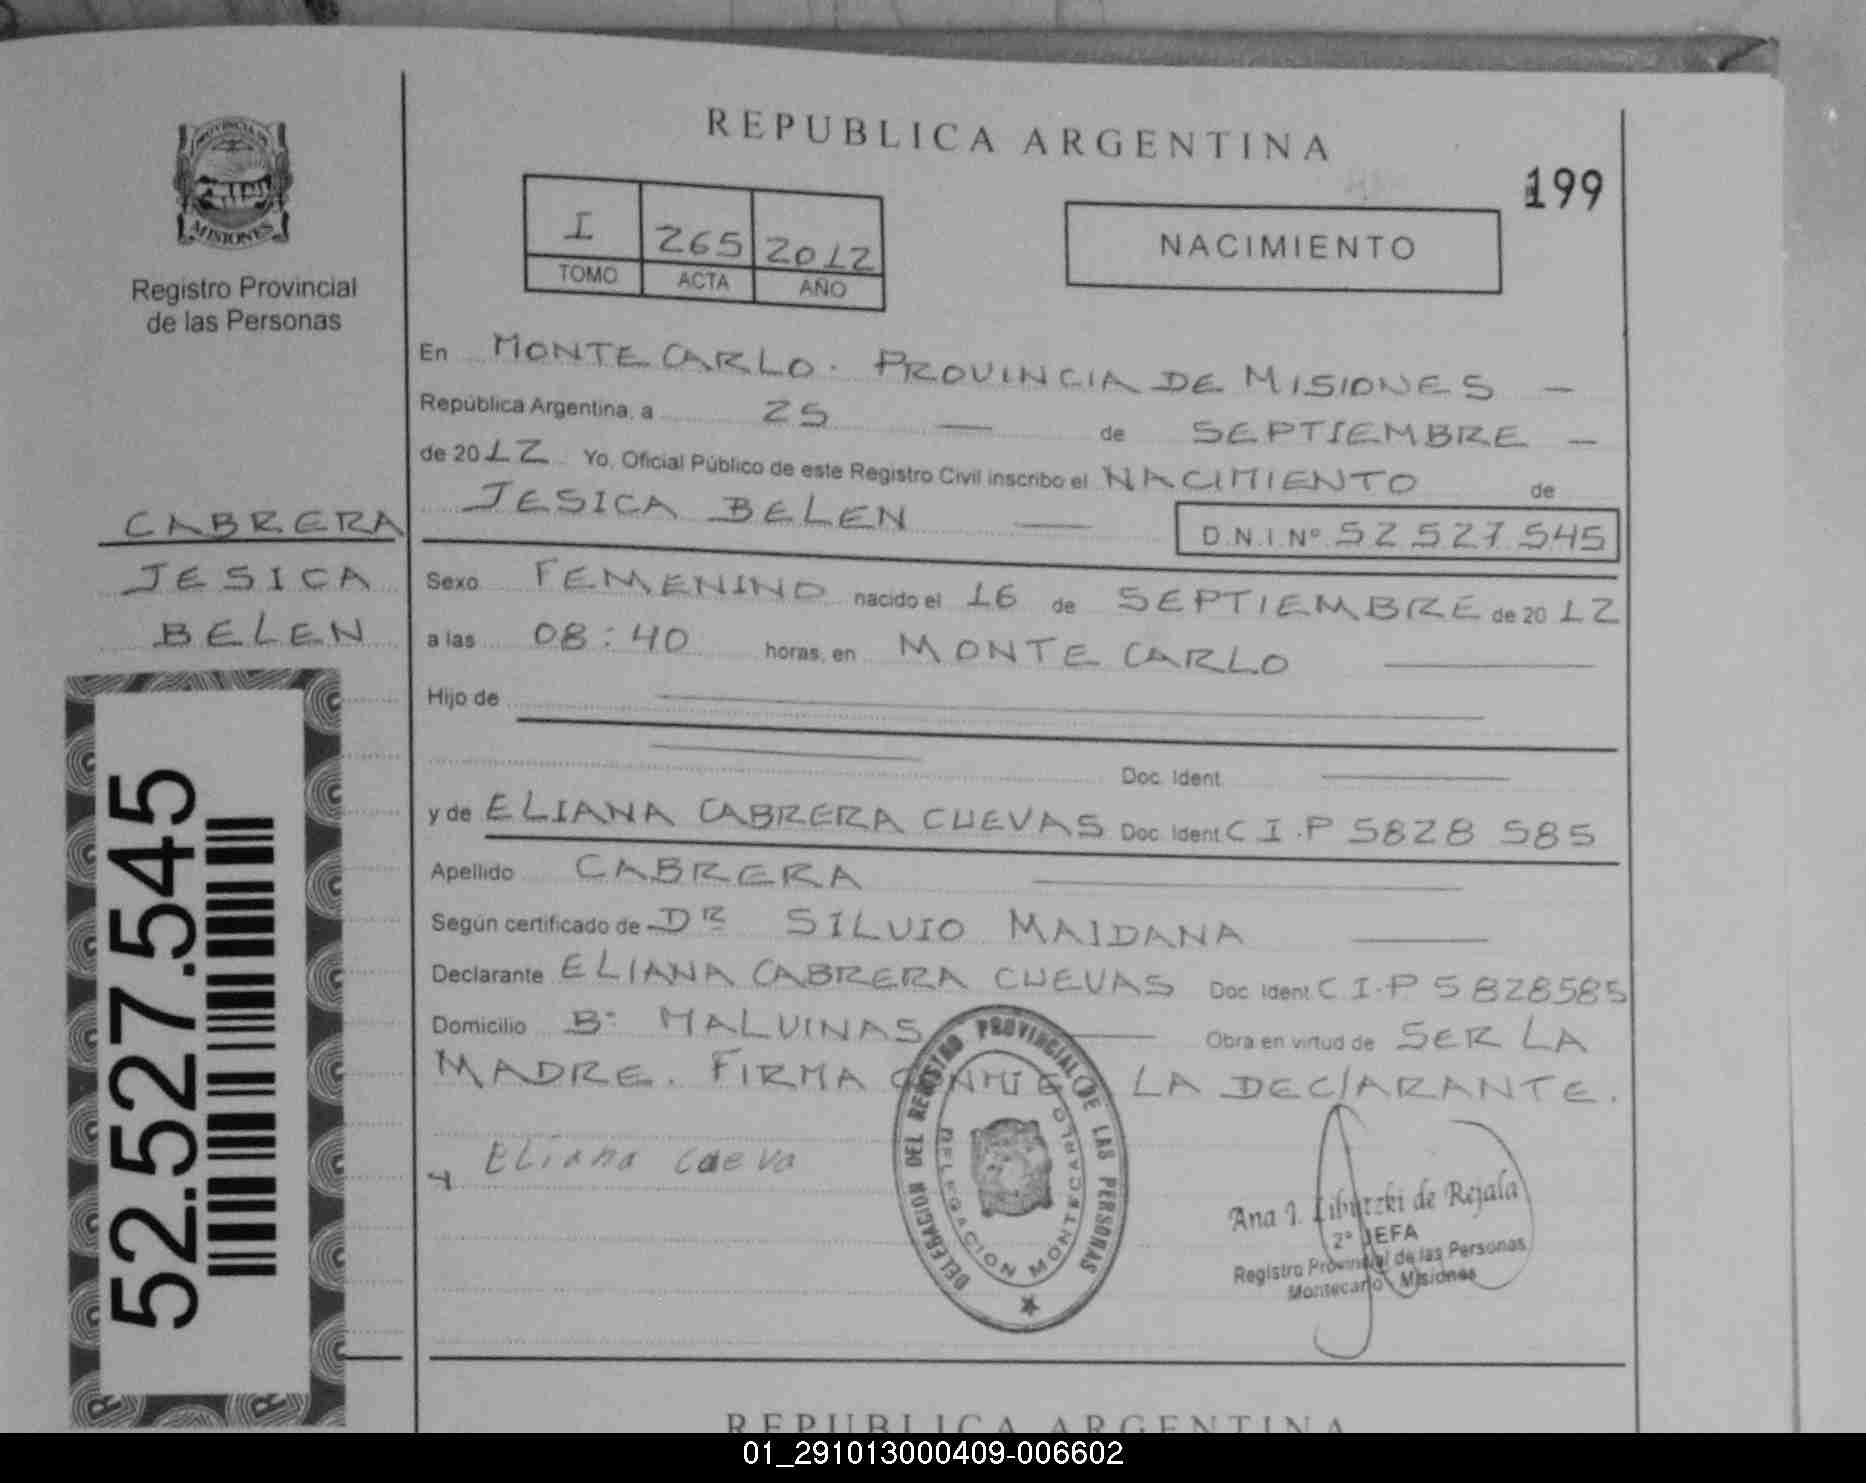 REPUBLICA ARGENTINA
199
PROVINCIA DE
MISIONES
Registro Provincial
de las Personas
I 265 2012
TOMO ACTA AÑO
NACIMIENTO
En MONTECARLO. PROVINCIA DE MISIONES —
República Argentina, a 25 — de SEPTIEMBRE —
de 2012 Yo, Oficial Público de este Registro Civil inscribo el NACIMIENTO de
JESICA BELEN — D.N.I. Nº 52 527 545
CABRERA
JESICA
BELEN
Sexo FEMENINO nacido el 16 de SEPTIEMBRE de 2012
a las 08:40 horas, en MONTECARLO —
Hijo de —
— Doc. Ident. —
y de ELIANA CABRERA CUEVAS Doc. Ident. C I.P 5828 585
Apellido CABRERA —
Según certificado de DR SILVIO MAIDANA —
Declarante ELIANA CABRERA CUEVAS Doc. Ident. C I.P 5828585
Domicilio Bº MALVINAS — Obra en virtud de SER LA
MADRE. FIRMA CONMIGO LA DECLARANTE.
Eliana Caeva
DELEGACION DEL REGISTRO PROVINCIAL DE LAS PERSONAS
DELEGACION MONTECARLO
Ana I. de Rejala
2º JEFA
Registro Provincial de las Personas
Montecarlo Misiones
52.527.545
REPUBLICA ARGENTINA
01_291013000409-006602